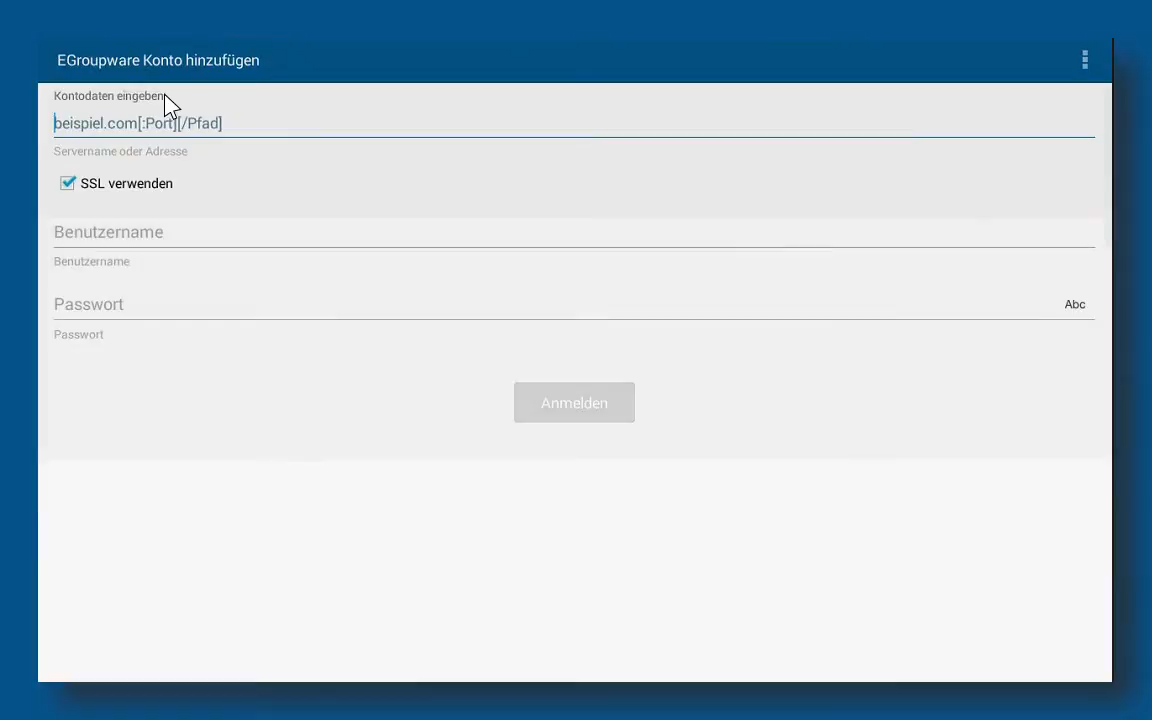 EGroupware Konto hinzufügen
Kontodaten eingeben
beispiel.com[:Port][/Pfad]
Servername oder Adresse
SSL verwenden
Benutzername
Benutzername
Passwort
Abc
Passwort
Anmelden